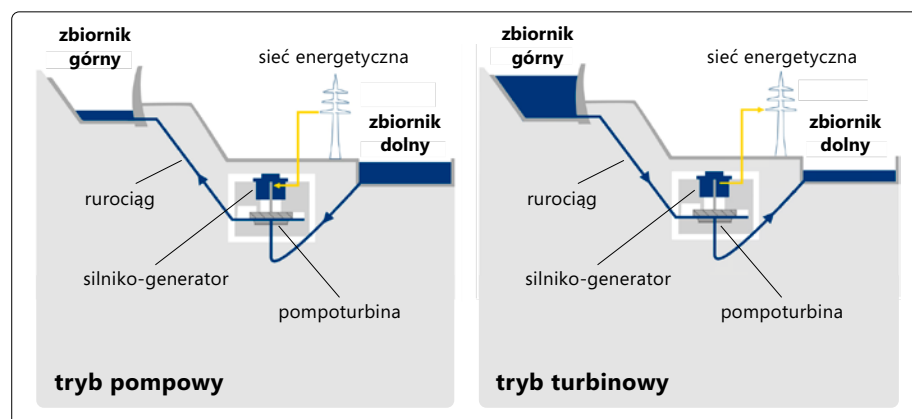 zbiornik
górny
sieć energetyczna
zbiornik
dolny
rurociąg
silniko-generator
pompoturbina
tryb pompowy
zbiornik
górny
sieć energetyczna
zbiornik
dolny
rurociąg
silniko-generator
pompoturbina
tryb turbinowy